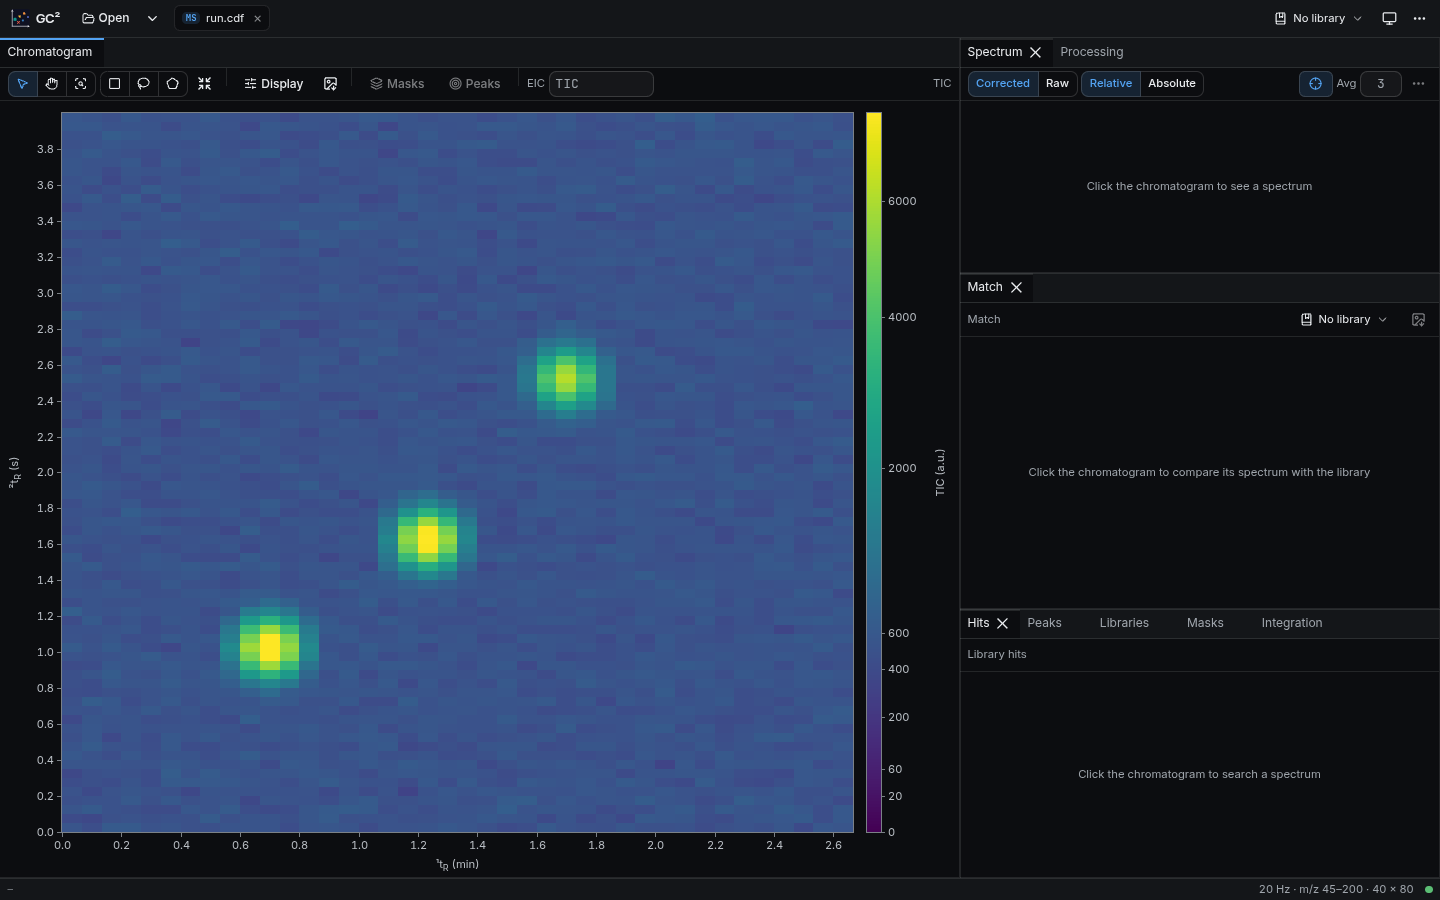 GC²
Open
MS run.cdf
No library
Chromatogram
Display
Masks
Peaks
EIC TIC
TIC
3.8
3.6
3.4
3.2
3.0
2.8
2.6
2.4
2.2
2.0
1.8
1.6
1.4
1.2
1.0
0.8
0.6
0.4
0.2
0.0
²tR (s)
0.0 0.2 0.4 0.6 0.8 1.0 1.2 1.4 1.6 1.8 2.0 2.2 2.4 2.6
¹tR (min)
6000
4000
2000
600
400
200
60
20
0
TIC (a.u.)
Spectrum Processing
Corrected Raw Relative Absolute Avg 3
Click the chromatogram to see a spectrum
Match
Match No library
Click the chromatogram to compare its spectrum with the library
Hits Peaks Libraries Masks Integration
Library hits
Click the chromatogram to search a spectrum
–
20 Hz · m/z 45–200 · 40 × 80